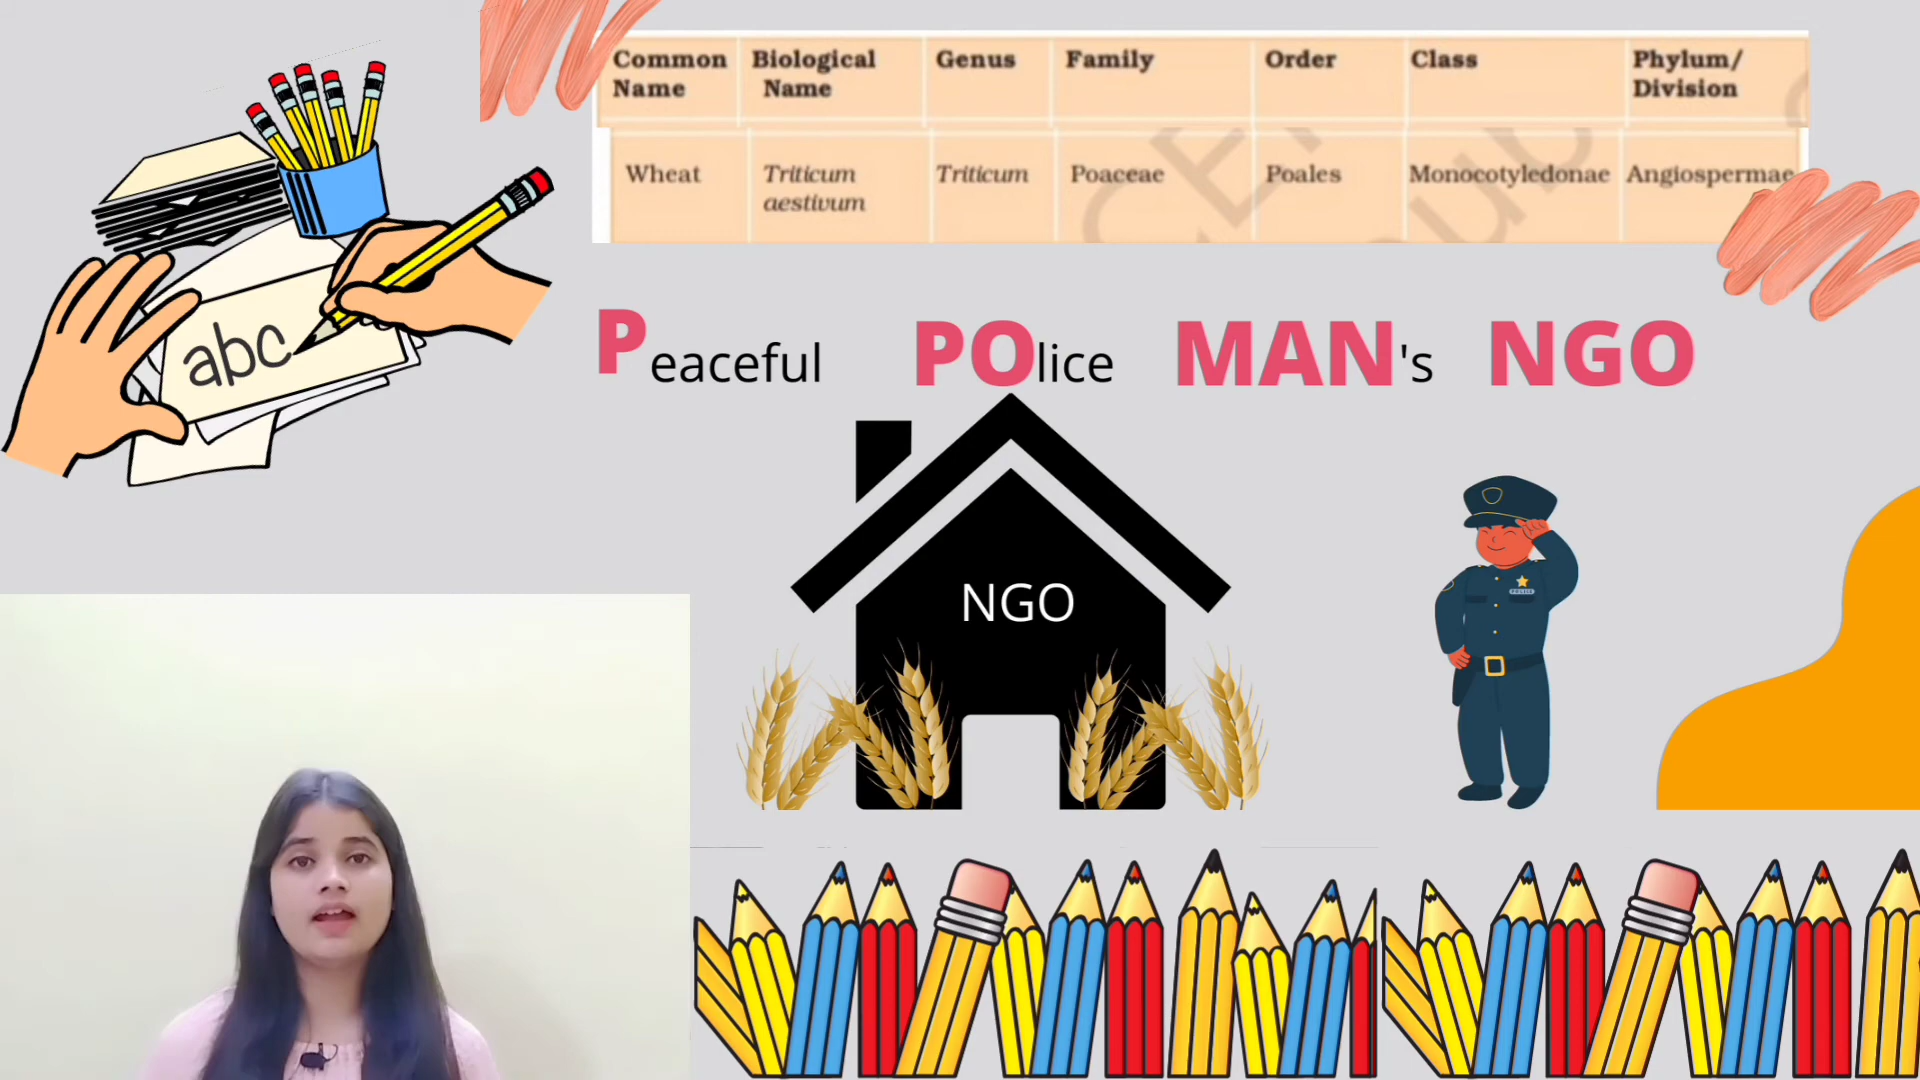 Common Name Biological Name Genus Family Order Class Phylum/ Division
Wheat Triticum aestivum Triticum Poaceae Poales Monocotyledonae Angiospermae
abc
Peaceful POlice MAN's NGO
NGO
POLICE